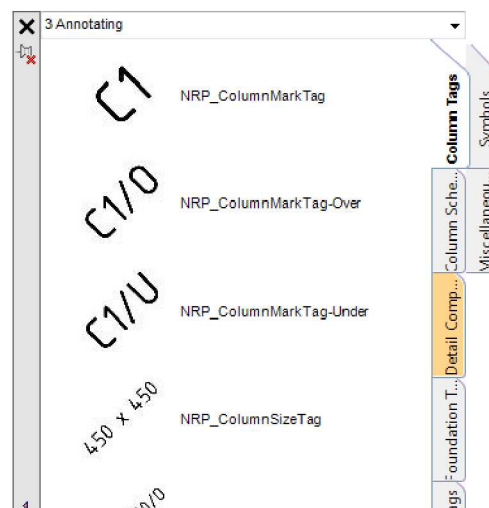 3 Annotating
C1
NRP_ColumnMarkTag
C1/O
NRP_ColumnMarkTag-Over
C1/U
NRP_ColumnMarkTag-Under
450 x 450
NRP_ColumnSizeTag
Column Tags
Column Sche...
Detail Comp...
Foundation T...
Symbols